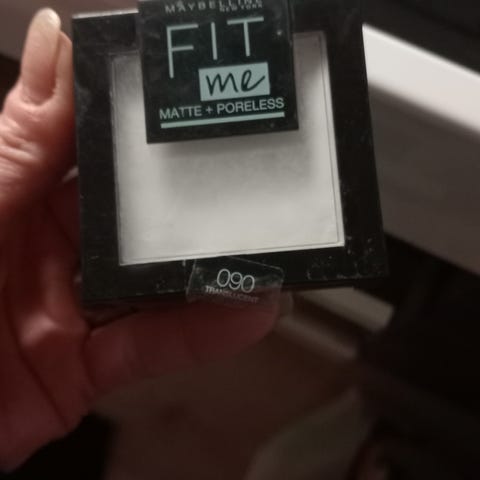 MAYBELLINE
NEW YORK
FIT
me
MATTE + PORELESS
090
TRANSLUCENT